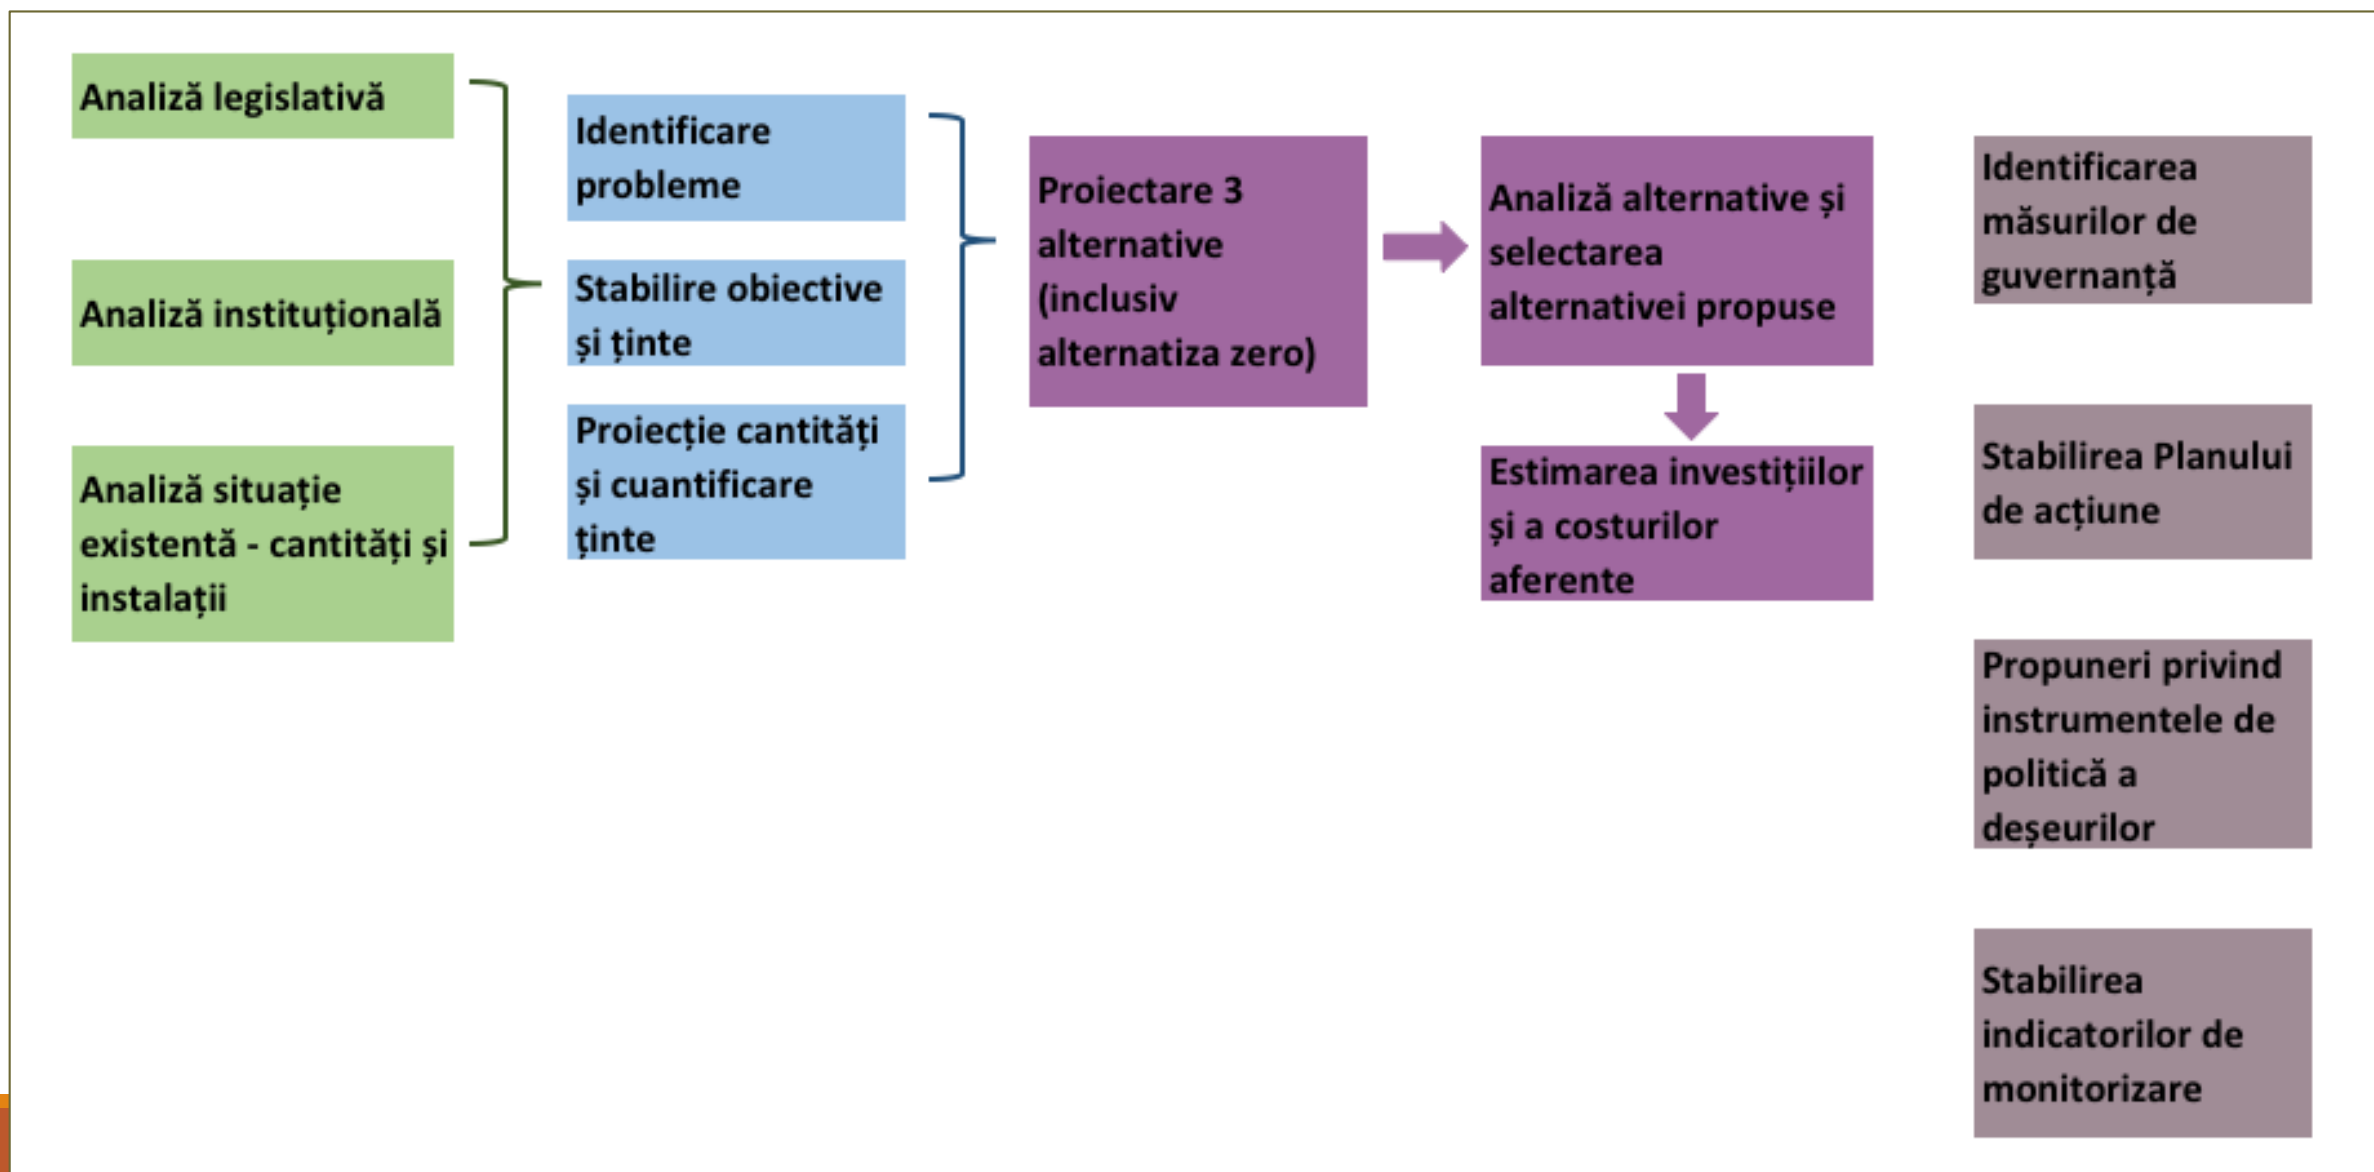 Analiză legislativă
Analiză instituțională
Analiză situație
existentă - cantități și
instalații
Identificare
probleme
Stabilire obiective
și ținte
Proiecție cantități
și cuantificare
ținte
Proiectare 3
alternative
(inclusiv
alternatiza zero)
Analiză alternative și
selectarea
alternativei propuse
Estimarea investițiilor
și a costurilor
aferente
Identificarea
măsurilor de
guvernanță
Stabilirea Planului
de acțiune
Propuneri privind
instrumentele de
politică a
deșeurilor
Stabilirea
indicatorilor de
monitorizare